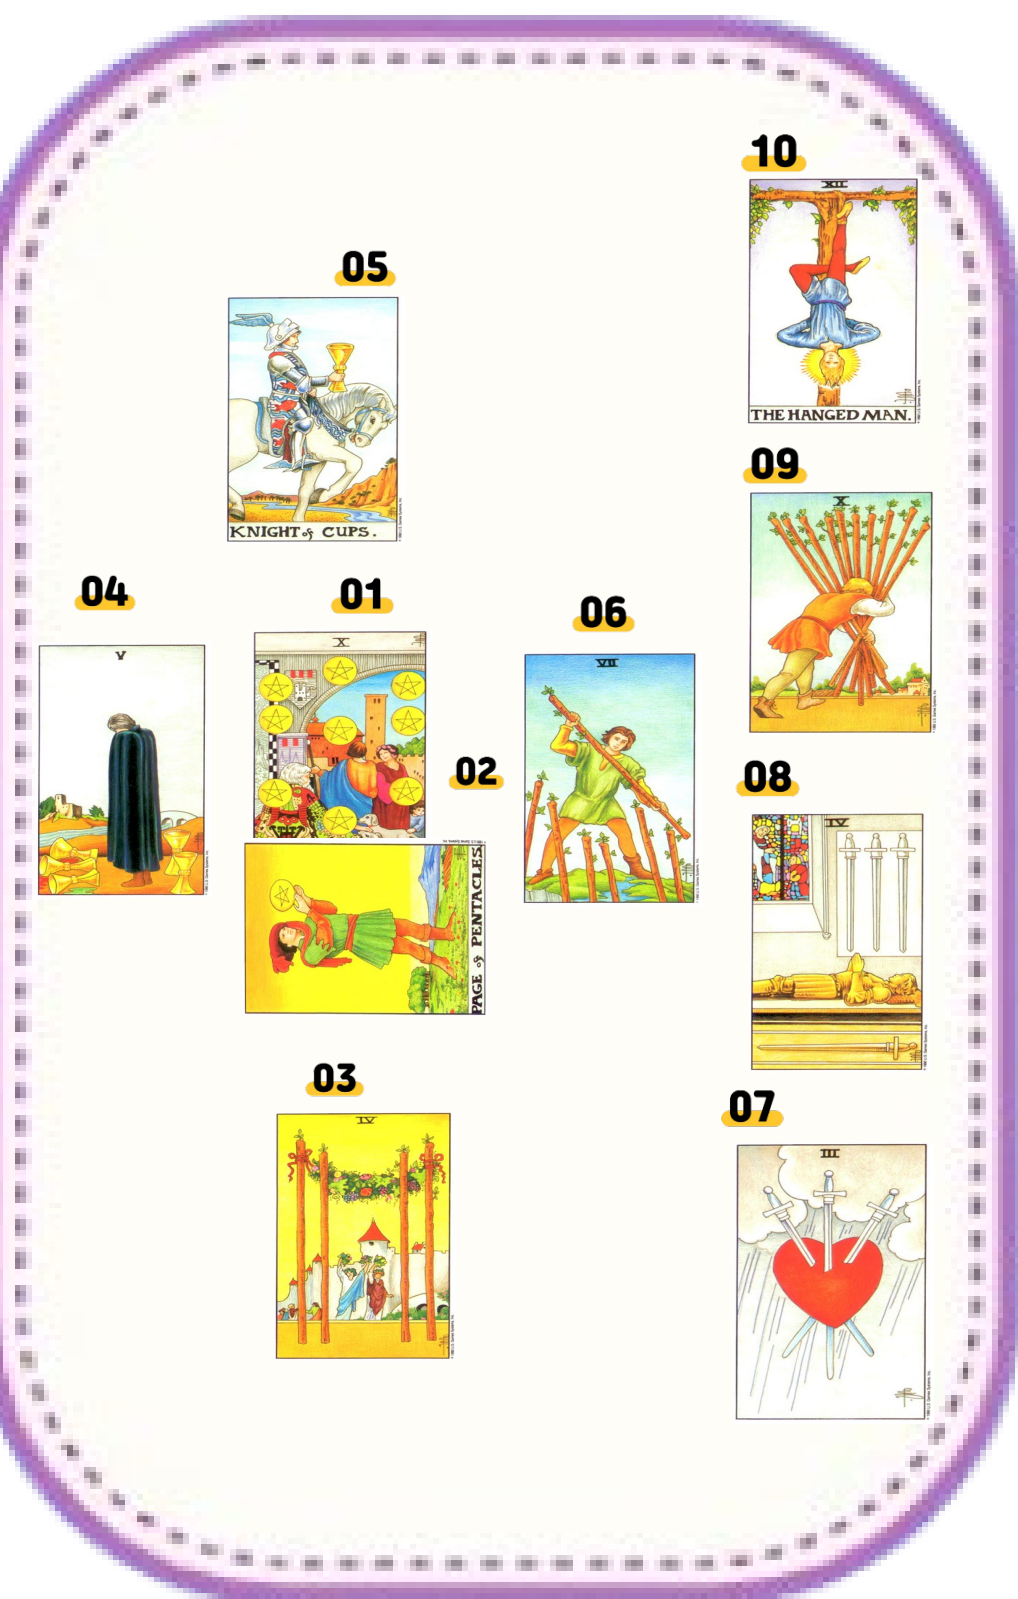 10
XII
THE HANGED MAN.
05
KNIGHT of CUPS.
09
X
04
01
06
V
X
VII
02
08
IV
PAGE of PENTACLES
03
IV
07
III